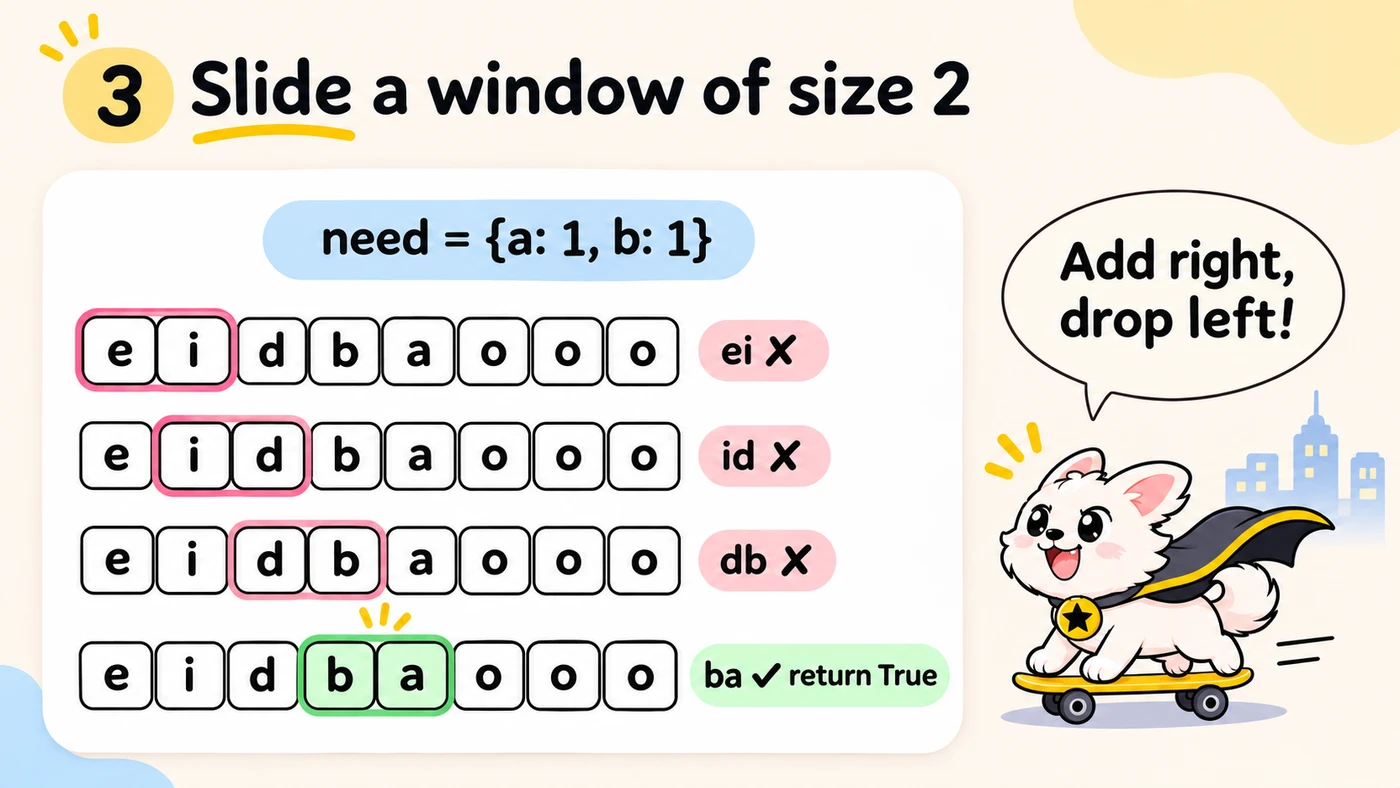 3 Slide a window of size 2
need = {a: 1, b: 1}
e i d b a o o o ei ✗
e i d b a o o o id ✗
e i d b a o o o db ✗
e i d b a o o o ba ✓ return True
Add right,
drop left!